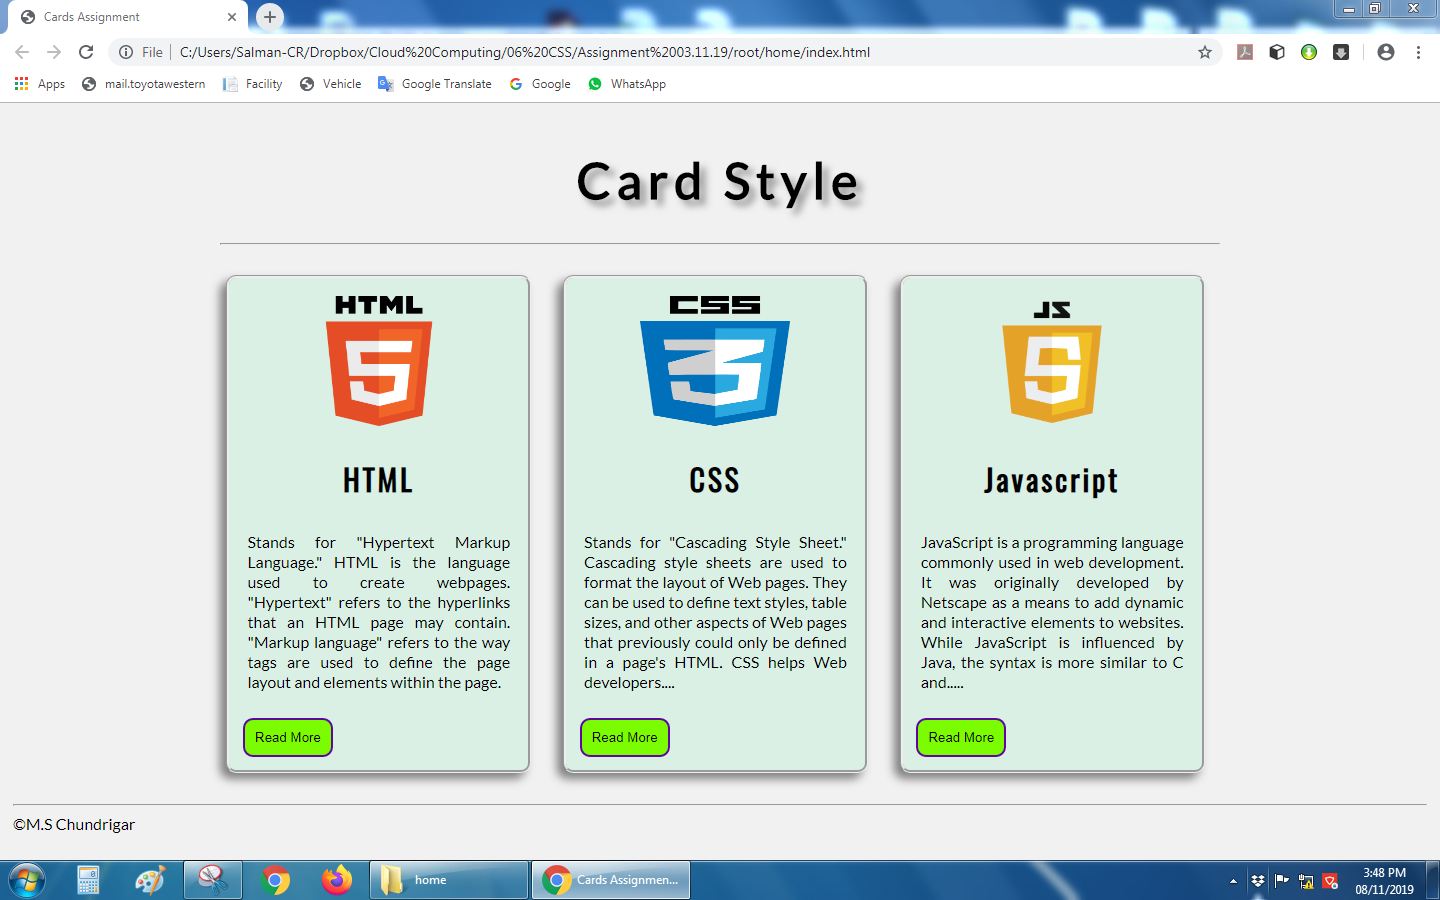 Cards Assignment
File
C:/Users/Salman-CR/Dropbox/Cloud%20Computing/06%20CSS/Assignment%2003.11.19/root/home/index.html
Apps mail.toyotawestern Facility Vehicle Google Translate Google WhatsApp
Card Style
HTML
HTML
Stands for "Hypertext Markup
Language." HTML is the language
used to create webpages.
"Hypertext" refers to the hyperlinks
that an HTML page may contain.
"Markup language" refers to the way
tags are used to define the page
layout and elements within the page.
Read More
CSS
CSS
Stands for "Cascading Style Sheet."
Cascading style sheets are used to
format the layout of Web pages. They
can be used to define text styles, table
sizes, and other aspects of Web pages
that previously could only be defined
in a page's HTML. CSS helps Web
developers....
Read More
JS
Javascript
JavaScript is a programming language
commonly used in web development.
It was originally developed by
Netscape as a means to add dynamic
and interactive elements to websites.
While JavaScript is influenced by
Java, the syntax is more similar to C
and.....
Read More
©M.S Chundrigar
home
Cards Assignmen...
3:48 PM
08/11/2019